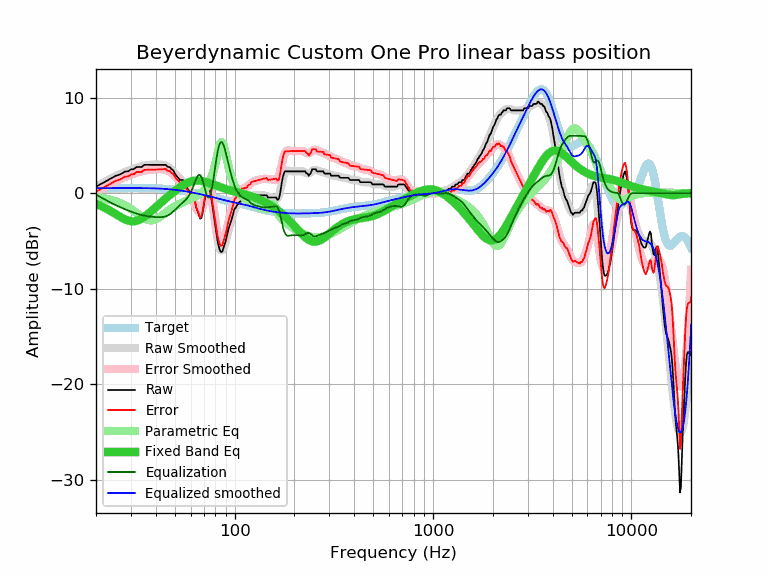 Beyerdynamic Custom One Pro linear bass position
10
0
−10
−20
−30
Amplitude (dBr)
Target
Raw Smoothed
Error Smoothed
Raw
Error
Parametric Eq
Fixed Band Eq
Equalization
Equalized smoothed
100 1000 10000
Frequency (Hz)